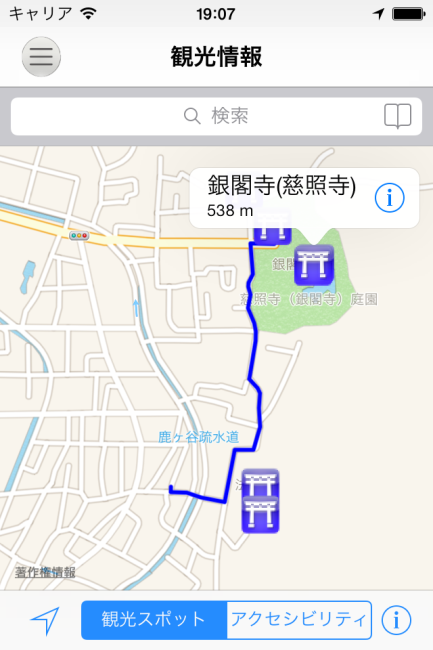 キャリア 19:07
観光情報
検索
銀閣寺(慈照寺)
538 m
銀閣
慈照寺（銀閣寺）庭園
鹿ヶ谷疏水道
著作権情報
観光スポット アクセシビリティ